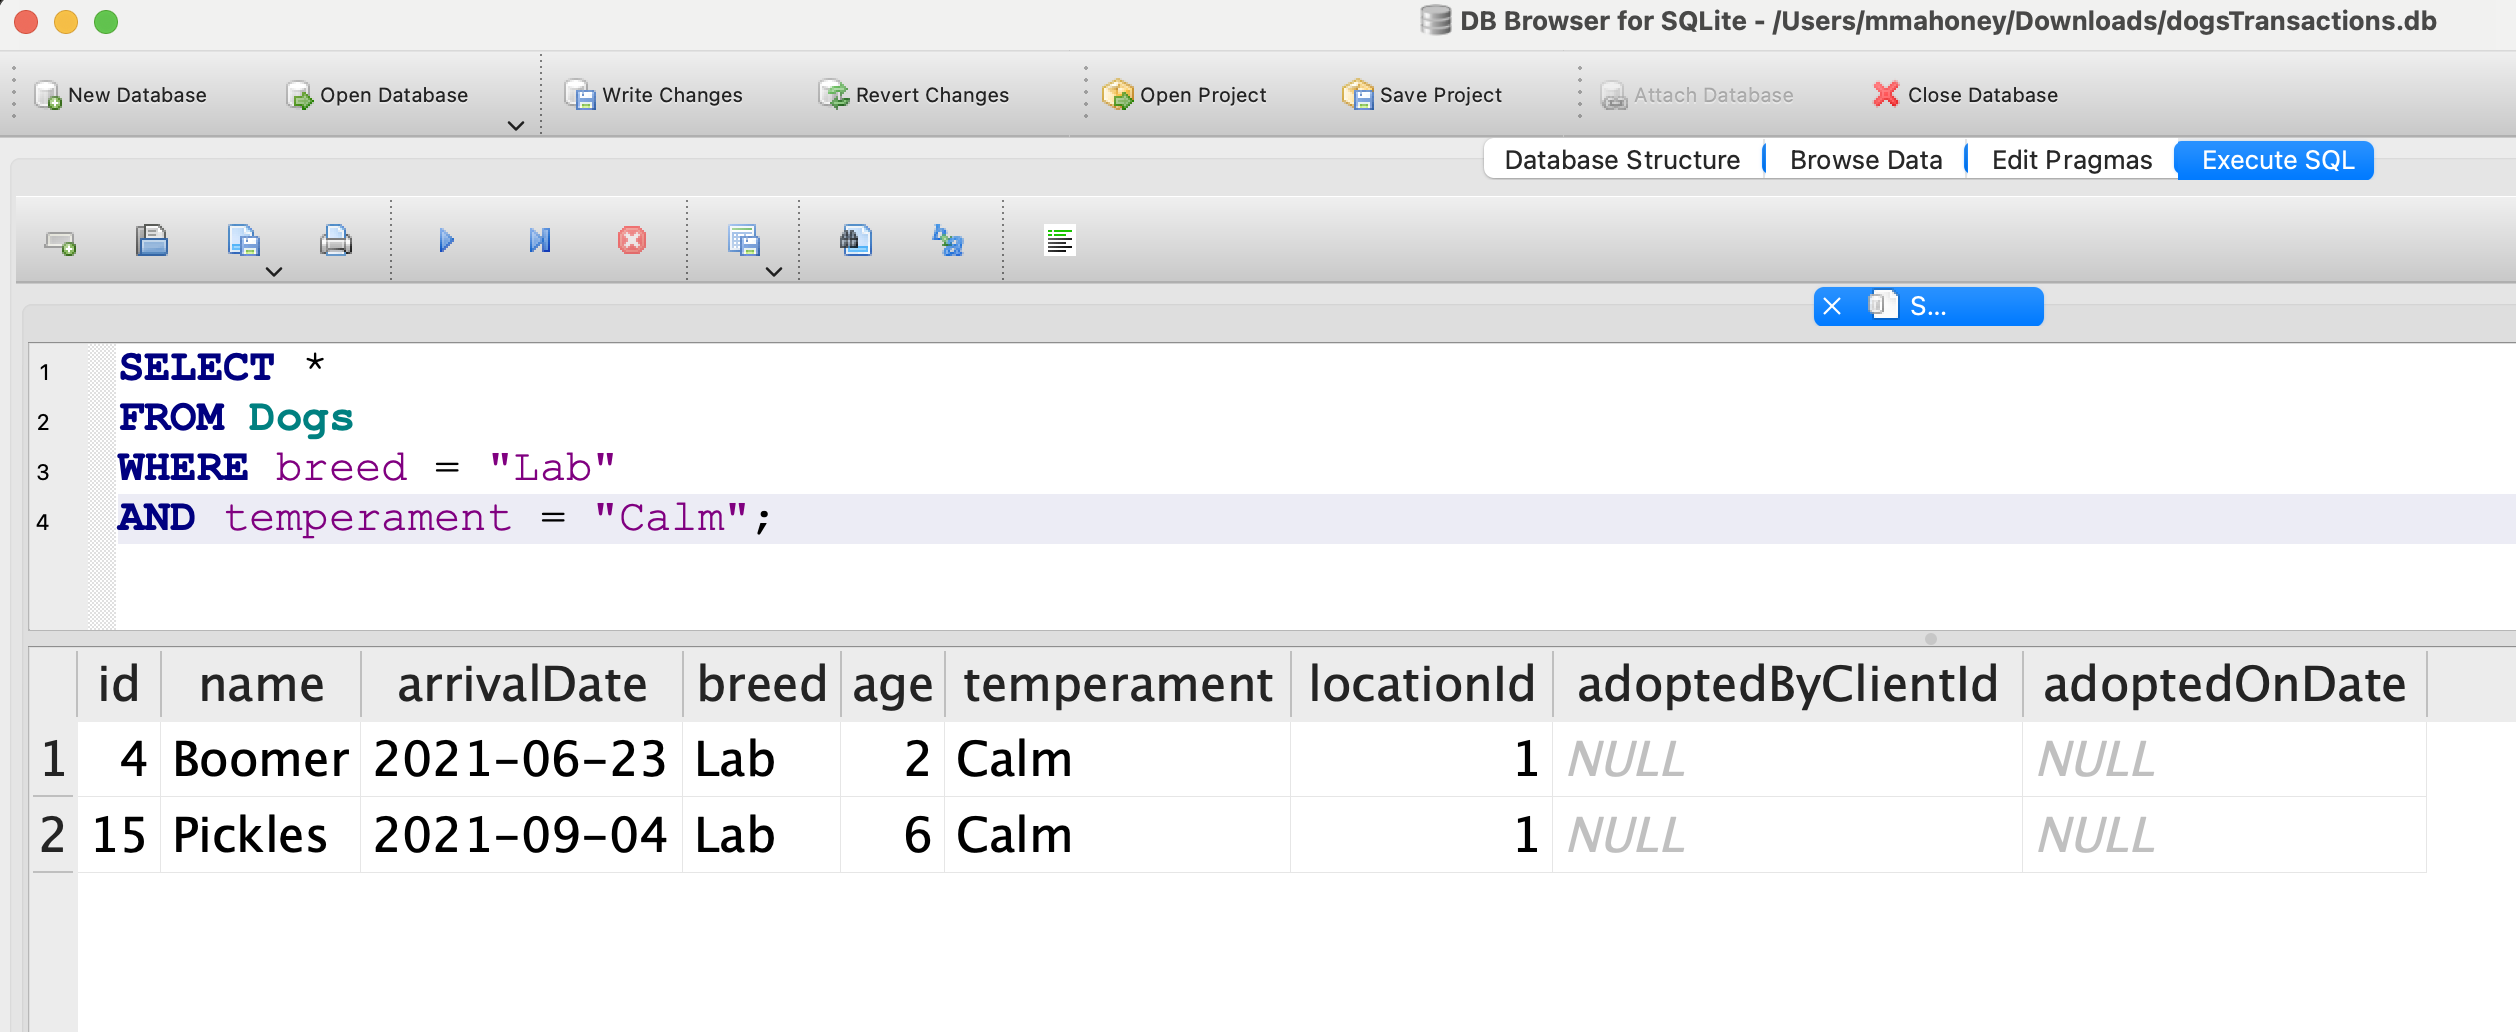 DB Browser for SQLite - /Users/mmahoney/Downloads/dogsTransactions.db
New Database Open Database Write Changes Revert Changes Open Project Save Project Attach Database Close Database
Database Structure Browse Data Edit Pragmas Execute SQL
S...
1 SELECT *
2 FROM Dogs
3 WHERE breed = "Lab"
4 AND temperament = "Calm";
id name arrivalDate breed age temperament locationId adoptedByClientId adoptedOnDate
1 4 Boomer 2021-06-23 Lab 2 Calm 1 NULL NULL
2 15 Pickles 2021-09-04 Lab 6 Calm 1 NULL NULL